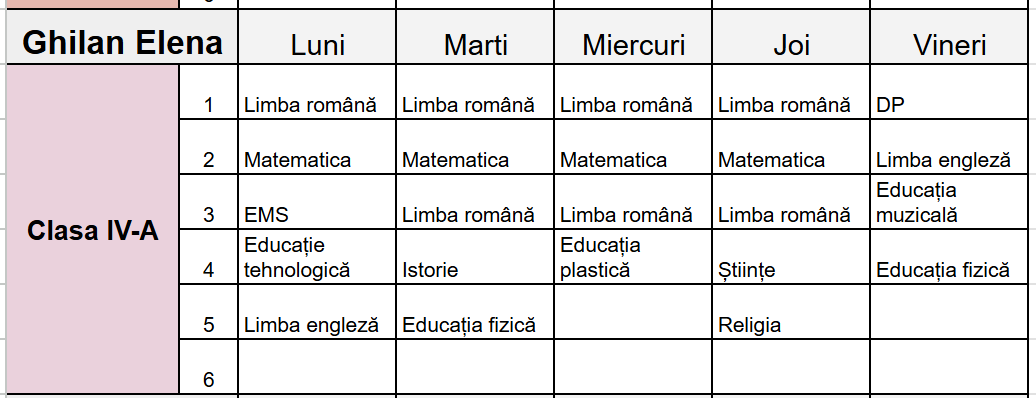 Ghilan Elena Luni Marti Miercuri Joi Vineri
1 Limba română Limba română Limba română Limba română DP
2 Matematica Matematica Matematica Matematica Limba engleză
Educația
3 EMS Limba română Limba română Limba română muzicală
Clasa IV-A
Educație Educația
4 tehnologică Istorie plastică Științe Educația fizică
5 Limba engleză Educația fizică Religia
6